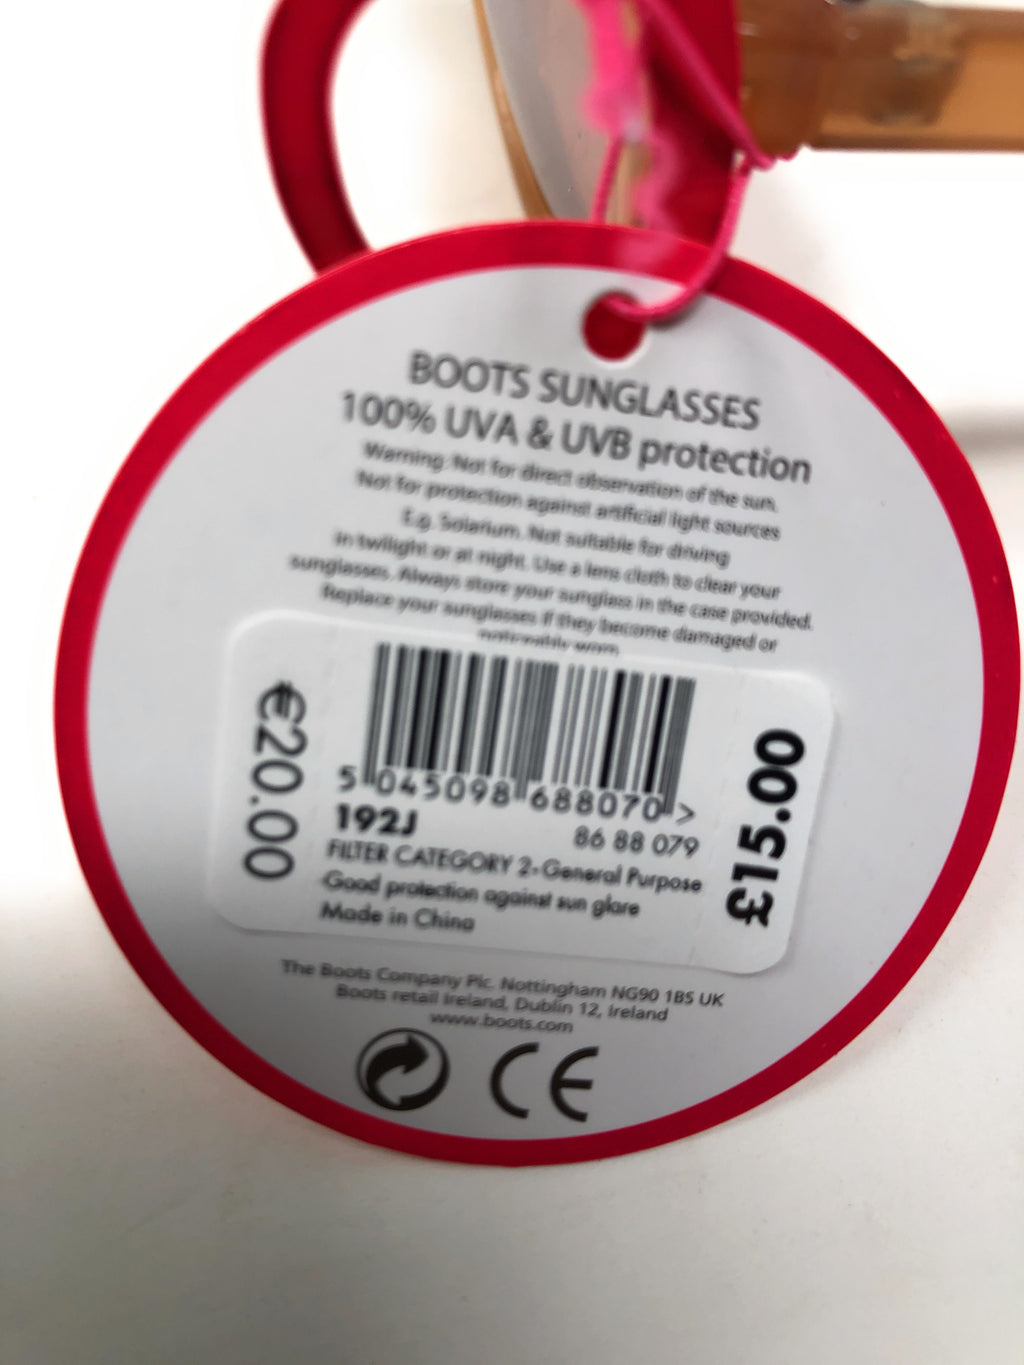 BOOTS SUNGLASSES
100% UVA & UVB protection
Warning. Not for direct observation of the sun.
Not for protection against artificial light sources
E.g. Solarium. Not suitable for driving
in twilight or at night. Use a lens cloth to clear your
sunglasses. Always store your sunglass in the case provided.
Replace your sunglasses if they become damaged or
noticeably worn.
€20.00
5 045098 688070 >
192J 86 88 079
FILTER CATEGORY 2-General Purpose
Good protection against sun glare
Made in China
£15.00
The Boots Company Plc. Nottingham NG90 1BS UK
Boots retail Ireland, Dublin 12, Ireland
www.boots.com
CE